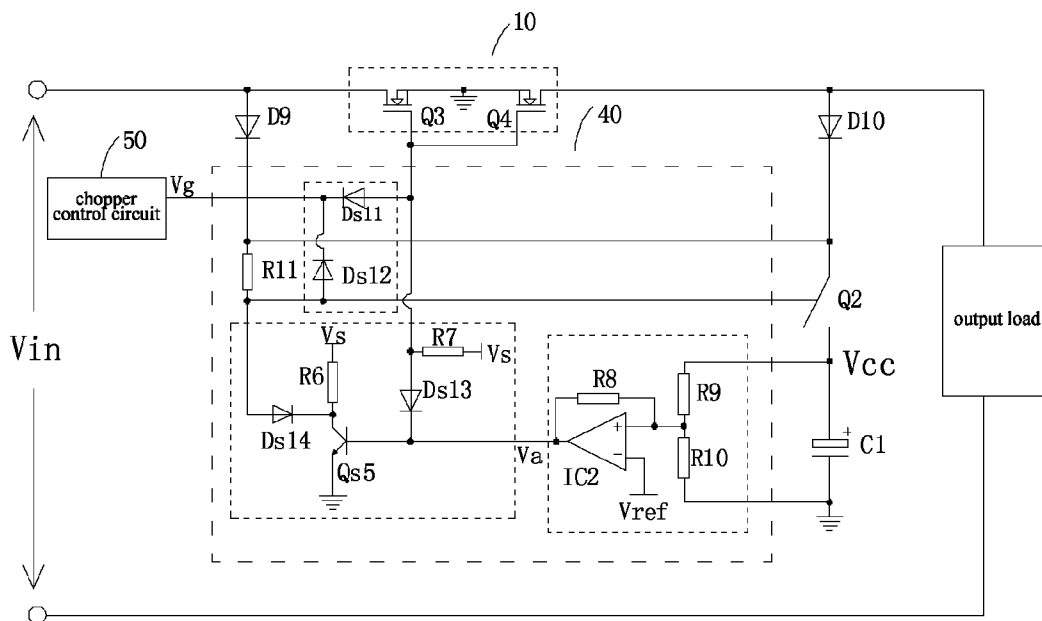 10
Q3
Q4
40
D9
D10
50
chopper
control circuit
Vg
Ds11
Ds12
R11
Q2
output load
Vin
Vs
R7
Vs
R6
Ds13
Vcc
R8
R9
Ds14
+
R10
+
C1
Va
IC2
-
Qs5
Vref